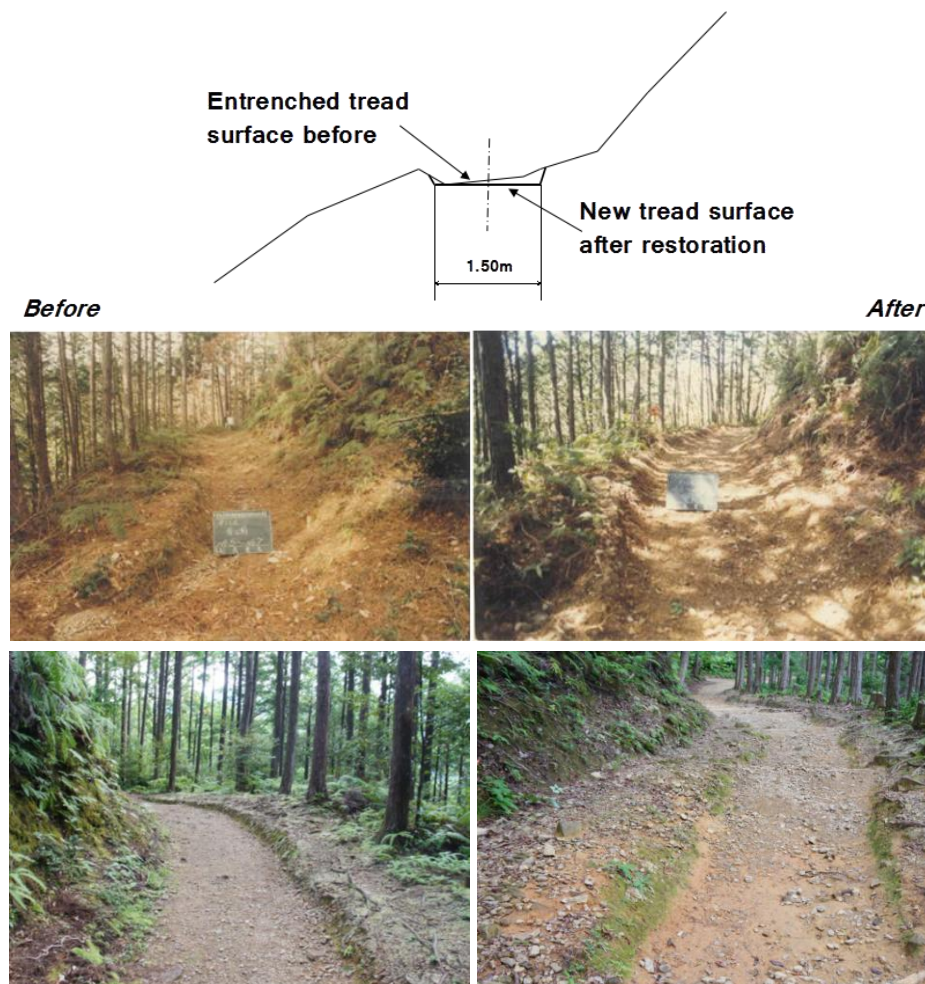 Entrenched tread
surface before
New tread surface
after restoration
1.50m
Before
After